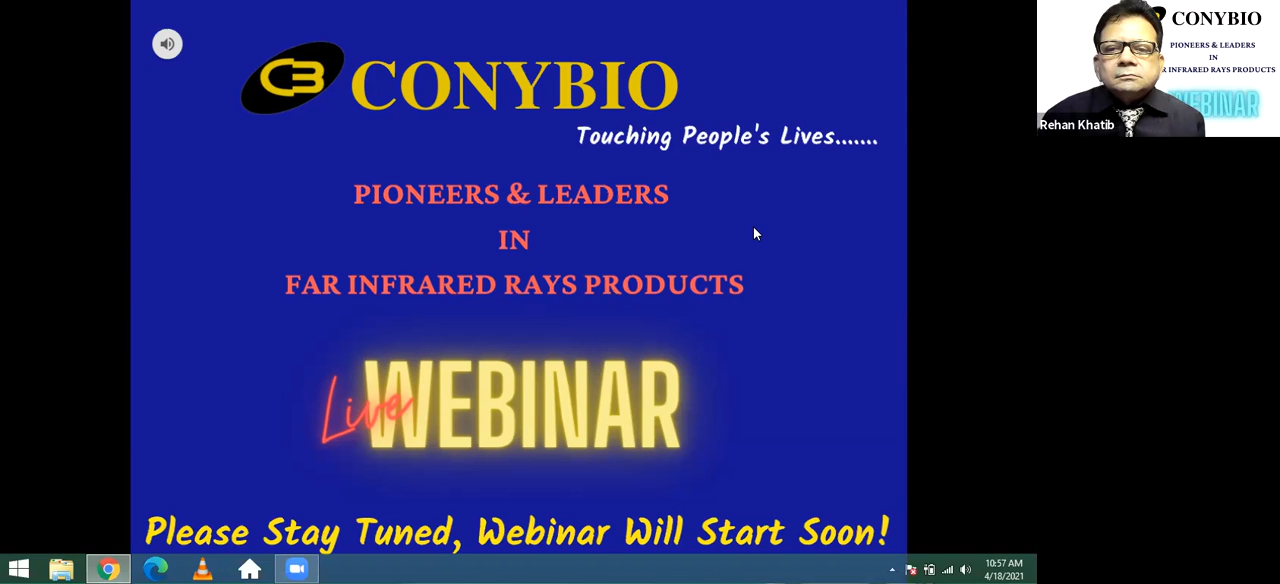 CB CONYBIO
Touching People's Lives.......
PIONEERS & LEADERS
IN
FAR INFRARED RAYS PRODUCTS
Live WEBINAR
Please Stay Tuned, Webinar Will Start Soon!
CONYBIO
PIONEERS & LEADERS
IN
INFRARED RAYS PRODUCTS
WEBINAR
Rehan Khatib
10:57 AM
4/18/2021